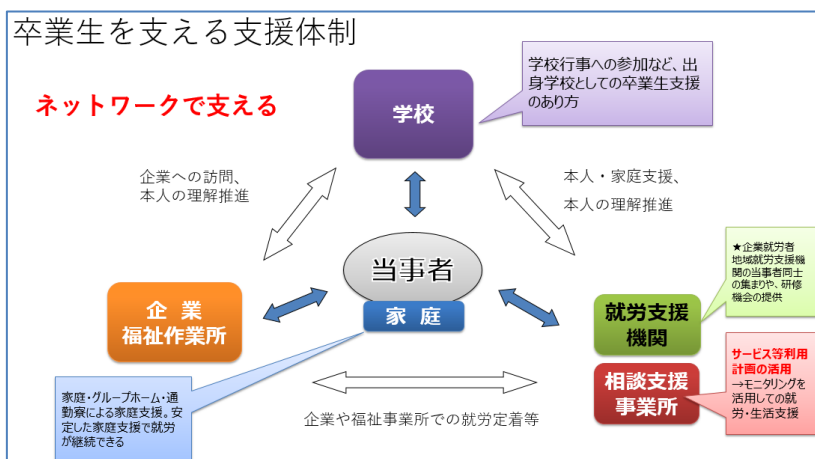 卒業生を支える支援体制
ネットワークで支える
学校
学校行事への参加など、出
身学校としての卒業生支援
のあり方
企業への訪問、
本人の理解推進
本人・家庭支援、
本人の理解推進
当事者
家 庭
企 業
福祉作業所
就労支援
機関
★企業就労者
地域就労支援機
関の当事者同士
の集まりや、研修
機会の提供
相談支援
事業所
サービス等利用
計画の活用
→モニタリングを
活用しての就
労・生活支援
家庭・グループホーム・通
勤寮による家庭支援。安
定した家庭支援で就労
が継続できる
企業や福祉事業所での就労定着等